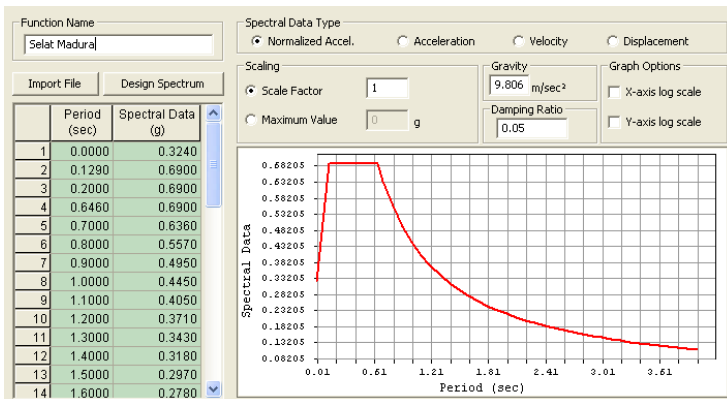 Function Name
Selat Madura
Import File
Design Spectrum
Period (sec) Spectral Data (g)
1 0.0000 0.3240
2 0.1290 0.6900
3 0.2000 0.6900
4 0.6460 0.6900
5 0.7000 0.6360
6 0.8000 0.5570
7 0.9000 0.4950
8 1.0000 0.4450
9 1.1000 0.4050
10 1.2000 0.3710
11 1.3000 0.3430
12 1.4000 0.3180
13 1.5000 0.2970
14 1.6000 0.2780
Spectral Data Type
Normalized Accel. Acceleration Velocity Displacement
Scaling
Scale Factor 1
Maximum Value 0 g
Gravity
9.806 m/sec²
Damping Ratio
0.05
Graph Options
X-axis log scale
Y-axis log scale
Spectral Data
0.68205
0.63205
0.58205
0.53205
0.48205
0.43205
0.38205
0.33205
0.28205
0.23205
0.18205
0.13205
0.08205
0.01 0.61 1.21 1.81 2.41 3.01 3.61
Period (sec)